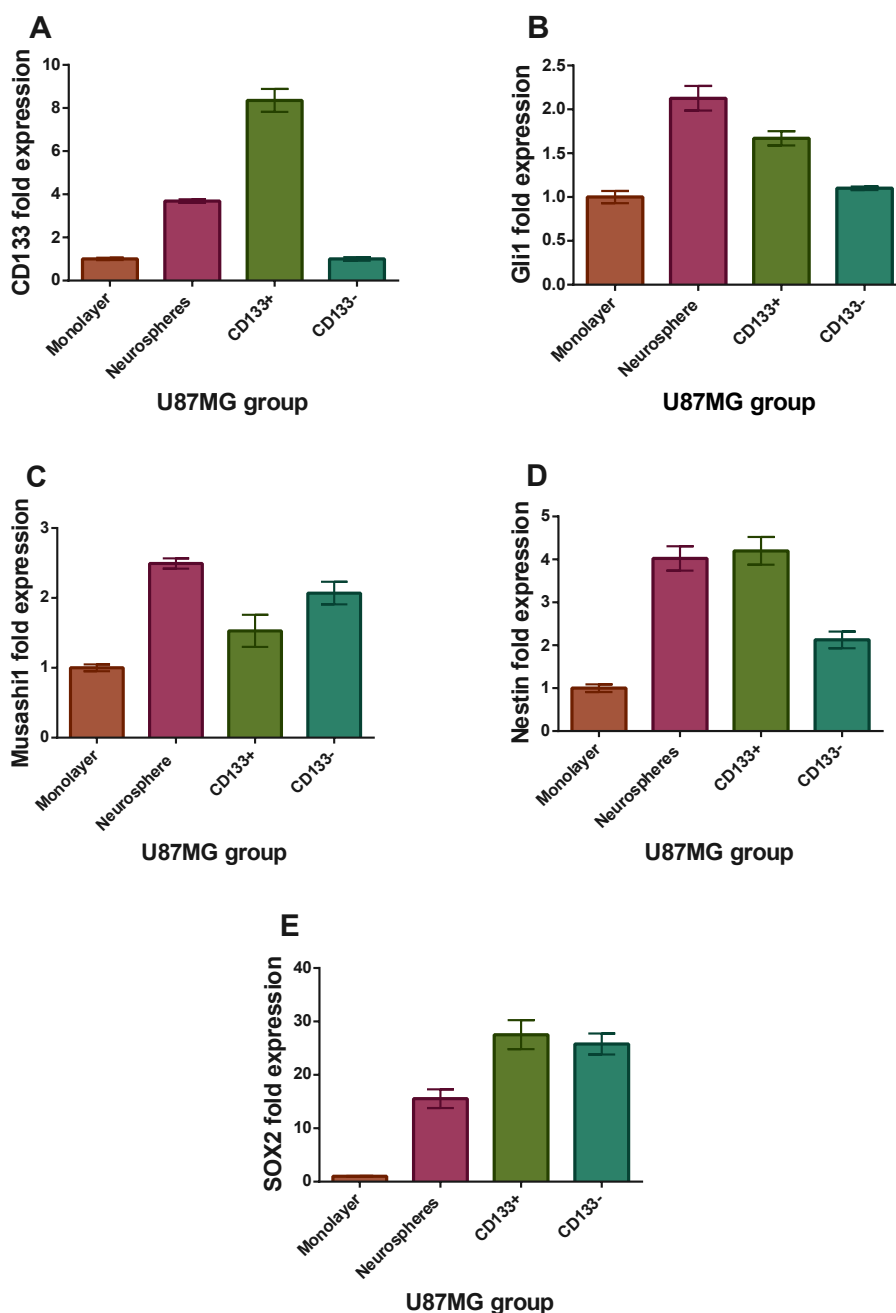 A
CD133 fold expression
10
8
6
4
2
0
Monolayer
Neurospheres
CD133+
CD133-
U87MG group
B
Gli1 fold expression
2.5
2.0
1.5
1.0
0.5
0.0
Monolayer
Neurosphere
CD133+
CD133-
U87MG group
C
Musashi1 fold expression
3
2
1
0
Monolayer
Neurosphere
CD133+
CD133-
U87MG group
D
Nestin fold expression
5
4
3
2
1
0
Monolayer
Neurospheres
CD133+
CD133-
U87MG group
E
SOX2 fold expression
40
30
20
10
0
Monolayer
Neurospheres
CD133+
CD133-
U87MG group